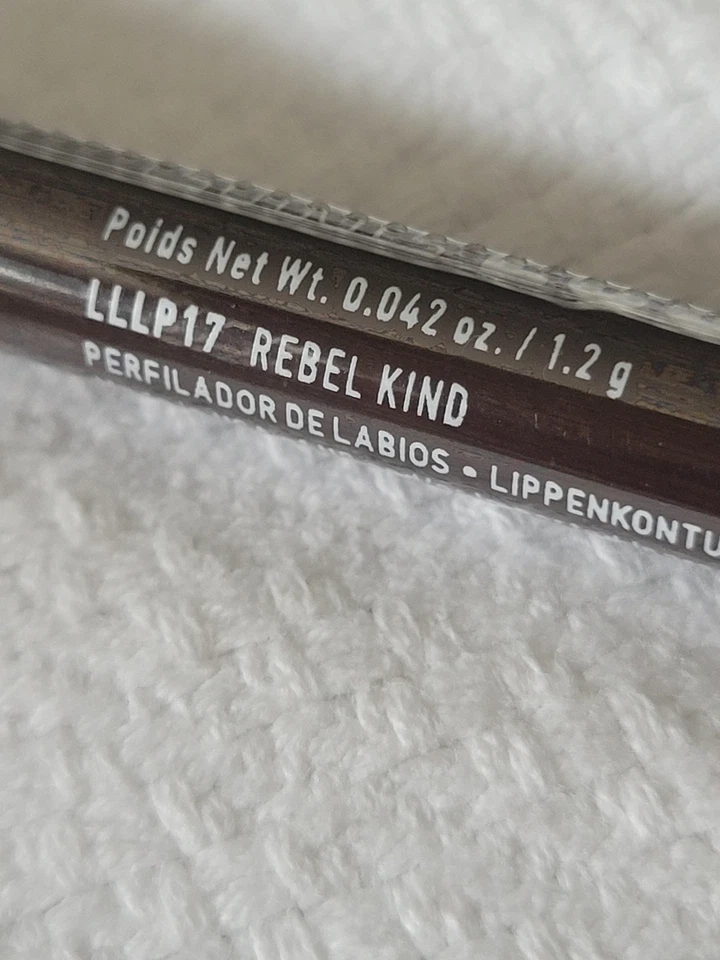 Poids Net Wt. 0.042 oz. / 1.2 g
LLLP17 REBEL KIND
PERFILADOR DE LABIOS • LIPPENKONTU